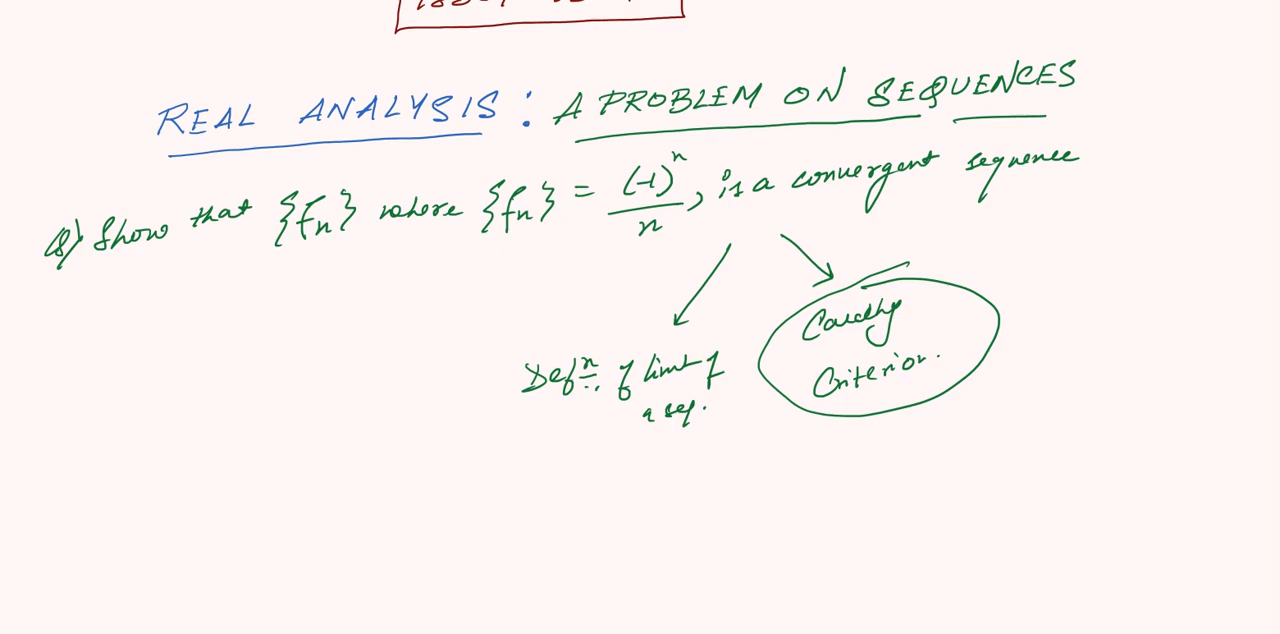 REAL ANALYSIS : A PROBLEM ON SEQUENCES
Q) Show that {fn} where {fn} = (-1)^n / n, is a convergent sequence
Defn. of limit of
a seq.
Cauchy
Criterion.